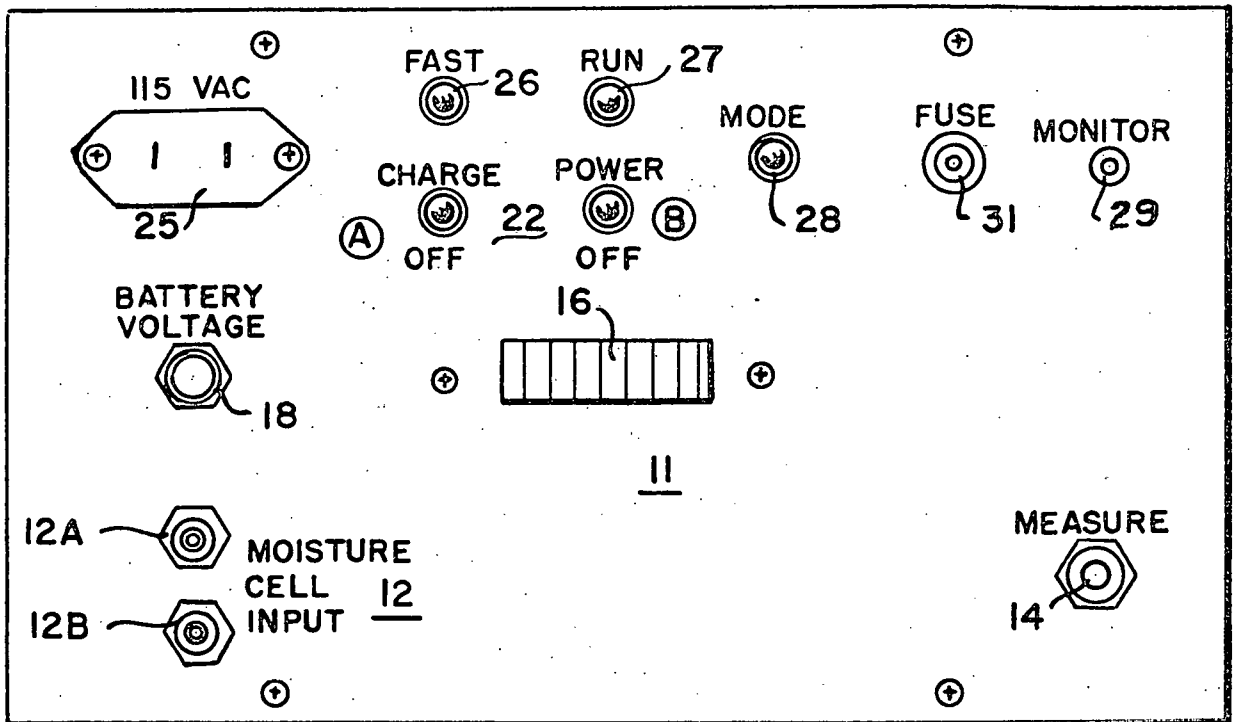 FAST
26
RUN
27
115 VAC
25
MODE
28
FUSE
31
MONITOR
29
CHARGE
A
OFF
22
POWER
B
OFF
BATTERY
VOLTAGE
18
16
11
12A
12B
MOISTURE
CELL
INPUT
12
MEASURE
14